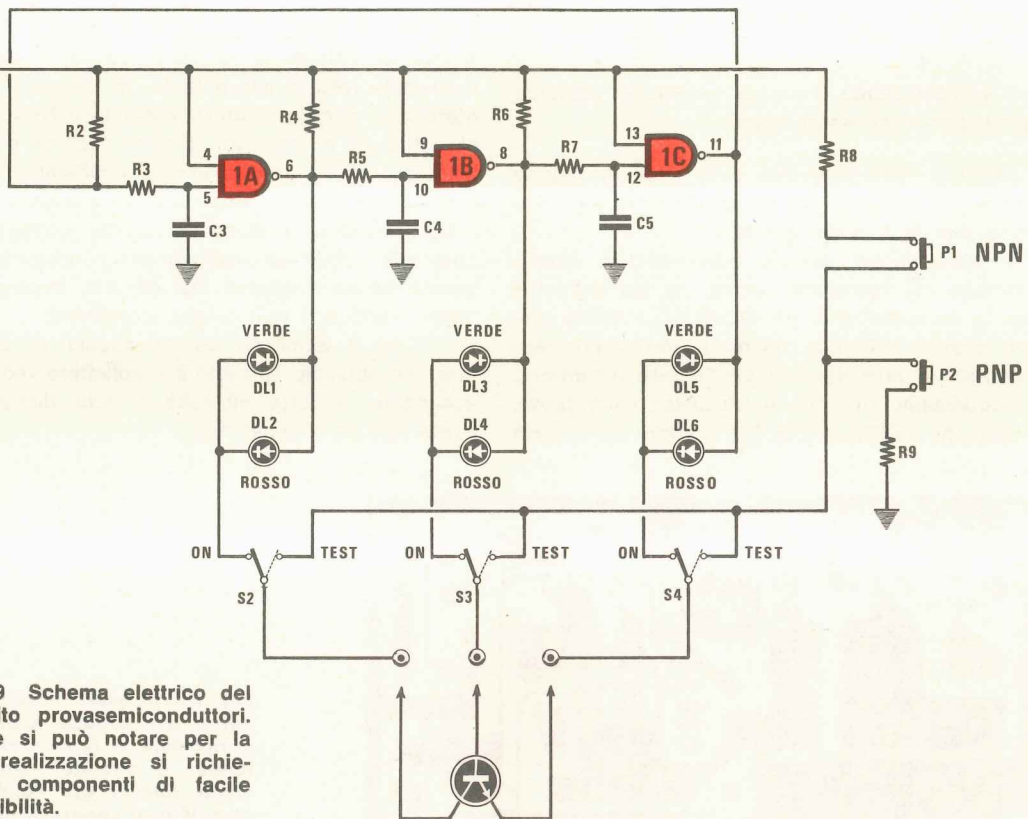 R2
R4
R6
R3
4
5
1A
6
R5
9
10
1B
8
R7
13
12
1C
11
R8
C3
C4
C5
P1 NPN
P2 PNP
R9
VERDE
DL1
DL2
ROSSO
VERDE
DL3
DL4
ROSSO
VERDE
DL5
DL6
ROSSO
ON
TEST
S2
ON
TEST
S3
ON
TEST
S4
9 Schema elettrico del
provasemiconduttori.
si può notare per la
realizzazione si richie-
componenti di facile